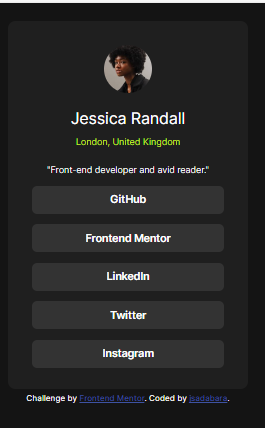 Jessica Randall
London, United Kingdom
"Front-end developer and avid reader."
GitHub
Frontend Mentor
LinkedIn
Twitter
Instagram
Challenge by Frontend Mentor. Coded by jsadabara.